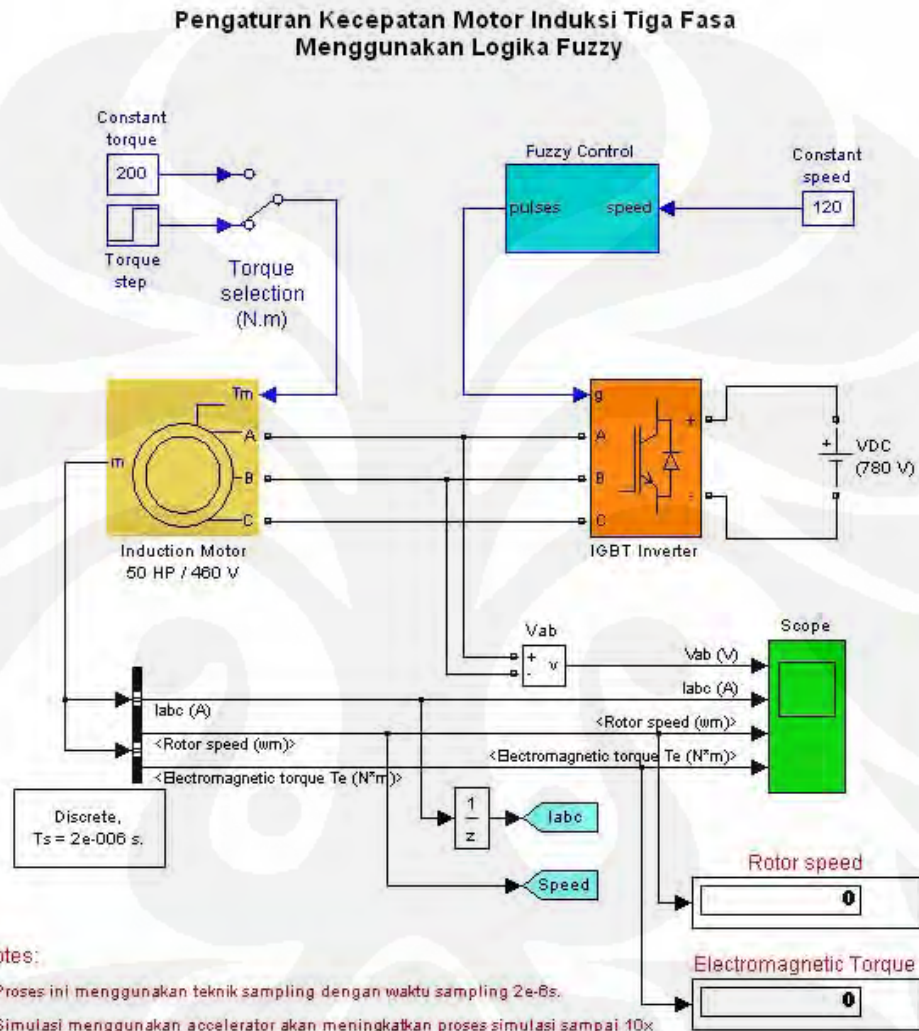 Pengaturan Kecepatan Motor Induksi Tiga Fasa
Menggunakan Logika Fuzzy
Constant
torque
200
Torque
step
Torque
selection
(N.m)
Fuzzy Control
pulses
speed
Constant
speed
120
Tm
m
A
B
C
Induction Motor
50 HP / 460 V
g
A
B
C
+
-
IGBT Inverter
+
VDC
(780 V)
Vab
+
-
v
Scope
Vab (V)
Iabc (A)
<Rotor speed (wm)>
<Electromagnetic torque Te (N*m)>
Iabc (A)
<Rotor speed (wm)>
<Electromagnetic torque Te (N*m)>
Discrete,
Ts = 2e-006 s.
1
z
Iabc
Speed
Rotor speed
0
Electromagnetic Torque
0
otes:
Proses ini menggunakan teknik sampling dengan waktu sampling 2e-6s.
Simulasi menggunakan accelerator akan meningkatkan proses simulasi sampai 10x